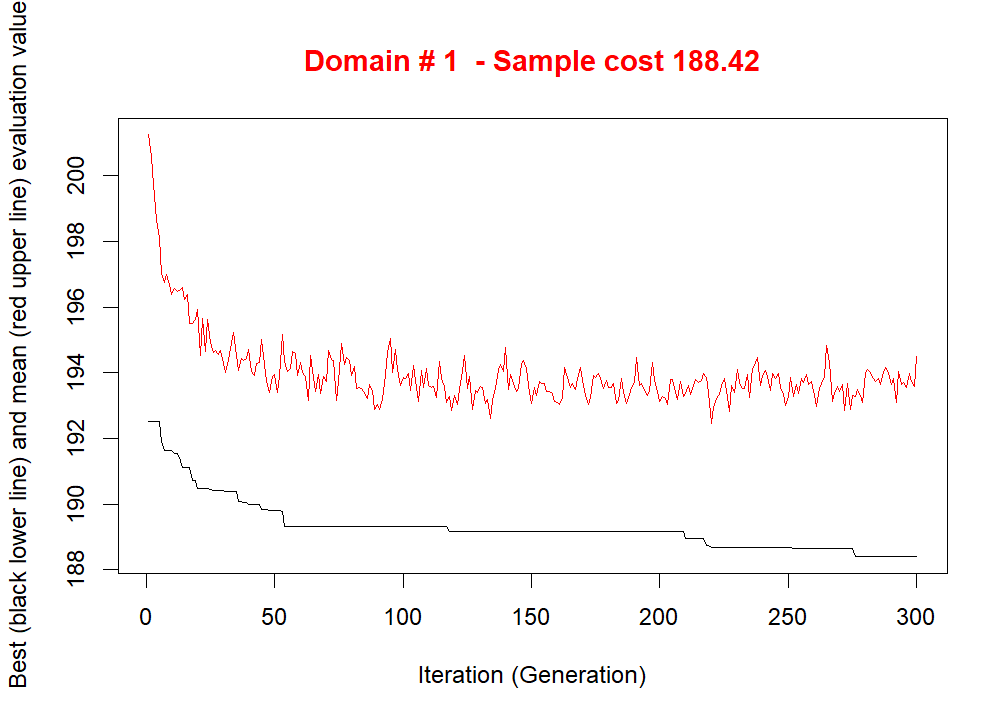 Domain # 1  - Sample cost 188.42
Best (black lower line) and mean (red upper line) evaluation value
200
198
196
194
192
190
188
0 50 100 150 200 250 300
Iteration (Generation)